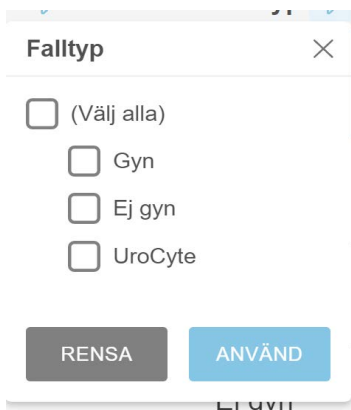 Falltyp
(Välj alla)
Gyn
Ej gyn
UroCyte
RENSA
ANVÄND